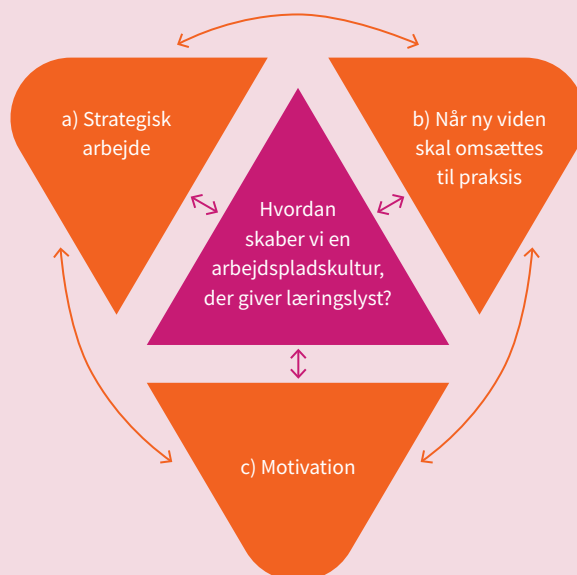 a) Strategisk
arbejde
b) Når ny viden
skal omsættes
til praksis
Hvordan
skaber vi en
arbejdspladskultur,
der giver læringslyst?
c) Motivation